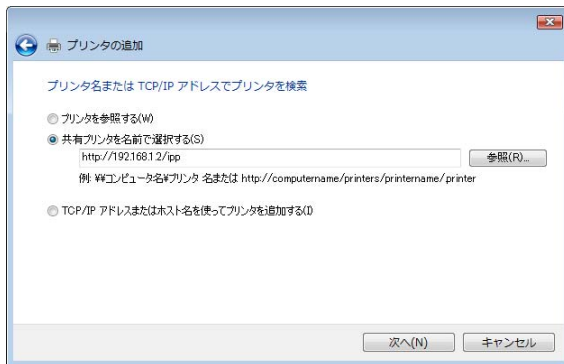 プリンタの追加
プリンタ名または TCP/IP アドレスでプリンタを検索
プリンタを参照する(W)
共有プリンタを名前で選択する(S)
http://192.168.1.2/ipp
参照(R)...
例: ¥¥コンピュータ名¥プリンタ 名または http://computername/printers/printername/.printer
TCP/IP アドレスまたはホスト名を使ってプリンタを追加する(I)
次へ(N)
キャンセル